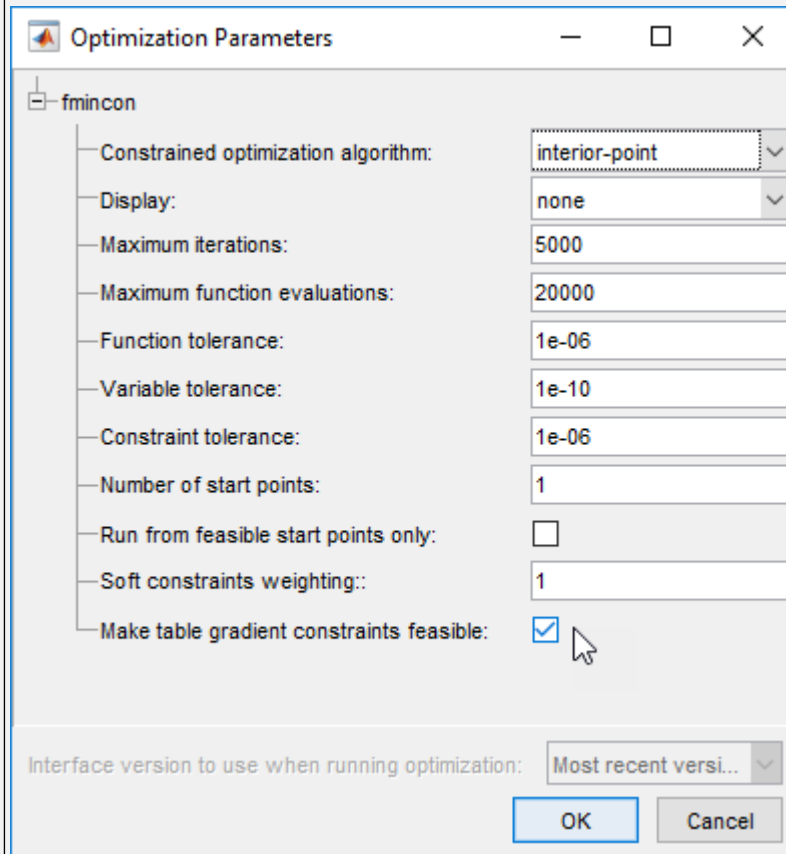 Optimization Parameters
fmincon
Constrained optimization algorithm: interior-point
Display: none
Maximum iterations: 5000
Maximum function evaluations: 20000
Function tolerance: 1e-06
Variable tolerance: 1e-10
Constraint tolerance: 1e-06
Number of start points: 1
Run from feasible start points only:
Soft constraints weighting:: 1
Make table gradient constraints feasible:
Interface version to use when running optimization: Most recent versi...
OK Cancel